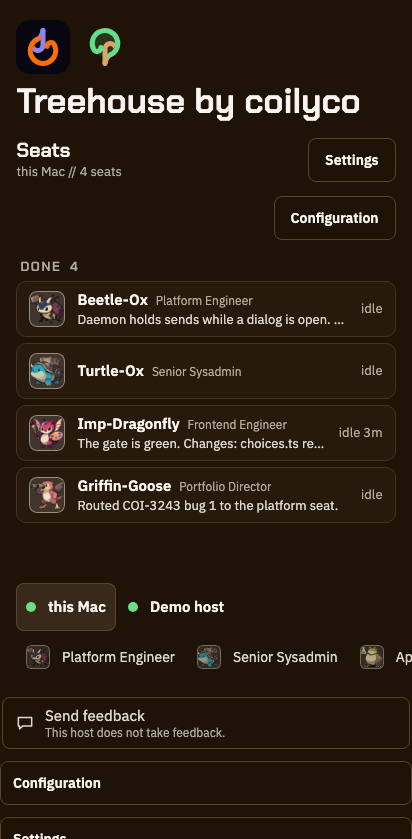 Treehouse by coilyco
Seats
this Mac // 4 seats
Settings
Configuration
DONE 4
Beetle-Ox Platform Engineer
Daemon holds sends while a dialog is open. ...
idle
Turtle-Ox Senior Sysadmin
idle
Imp-Dragonfly Frontend Engineer
The gate is green. Changes: choices.ts re...
idle 3m
Griffin-Goose Portfolio Director
Routed COI-3243 bug 1 to the platform seat.
idle
this Mac
Demo host
Platform Engineer
Senior Sysadmin
Ap
Send feedback
This host does not take feedback.
Configuration
Settings